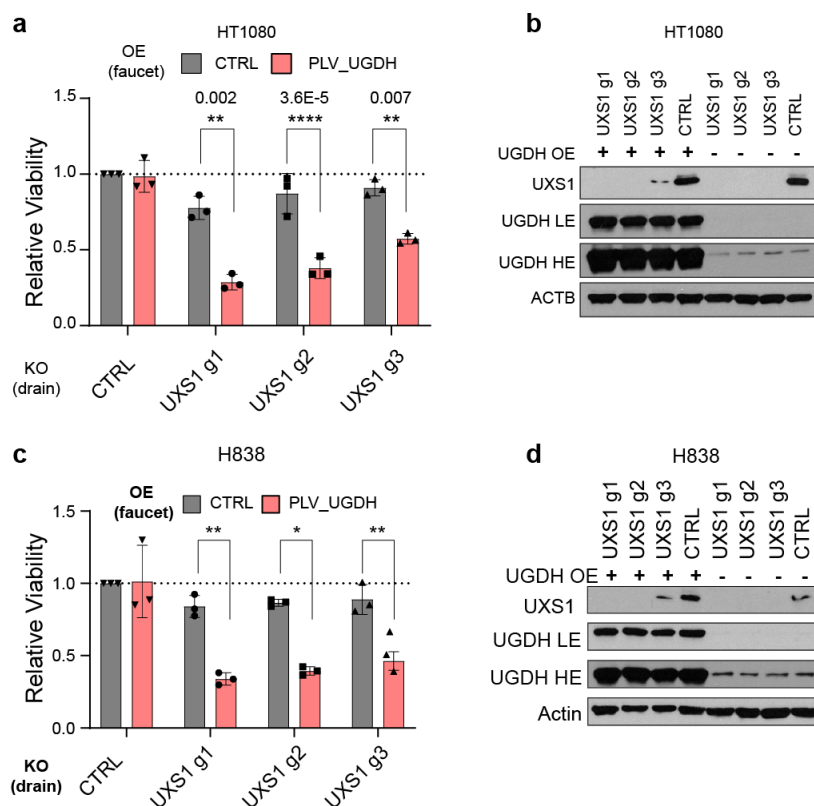 a
HT1080
OE
(faucet)
CTRL
PLV_UGDH
1.5
1.0
0.5
0.0
Relative Viability
0.002
**
3.6E-5
****
0.007
**
KO
(drain)
CTRL
UXS1 g1
UXS1 g2
UXS1 g3
b
HT1080
UXS1 g1
UXS1 g2
UXS1 g3
CTRL
UXS1 g1
UXS1 g2
UXS1 g3
CTRL
UGDH OE + + + + - - - -
UXS1
UGDH LE
UGDH HE
ACTB
c
H838
OE
(faucet)
CTRL
PLV_UGDH
1.5
1.0
0.5
0.0
Relative Viability
**
*
**
KO
(drain)
CTRL
UXS1 g1
UXS1 g2
UXS1 g3
d
H838
UXS1 g1
UXS1 g2
UXS1 g3
CTRL
UXS1 g1
UXS1 g2
UXS1 g3
CTRL
UGDH OE + + + + - - - -
UXS1
UGDH LE
UGDH HE
Actin